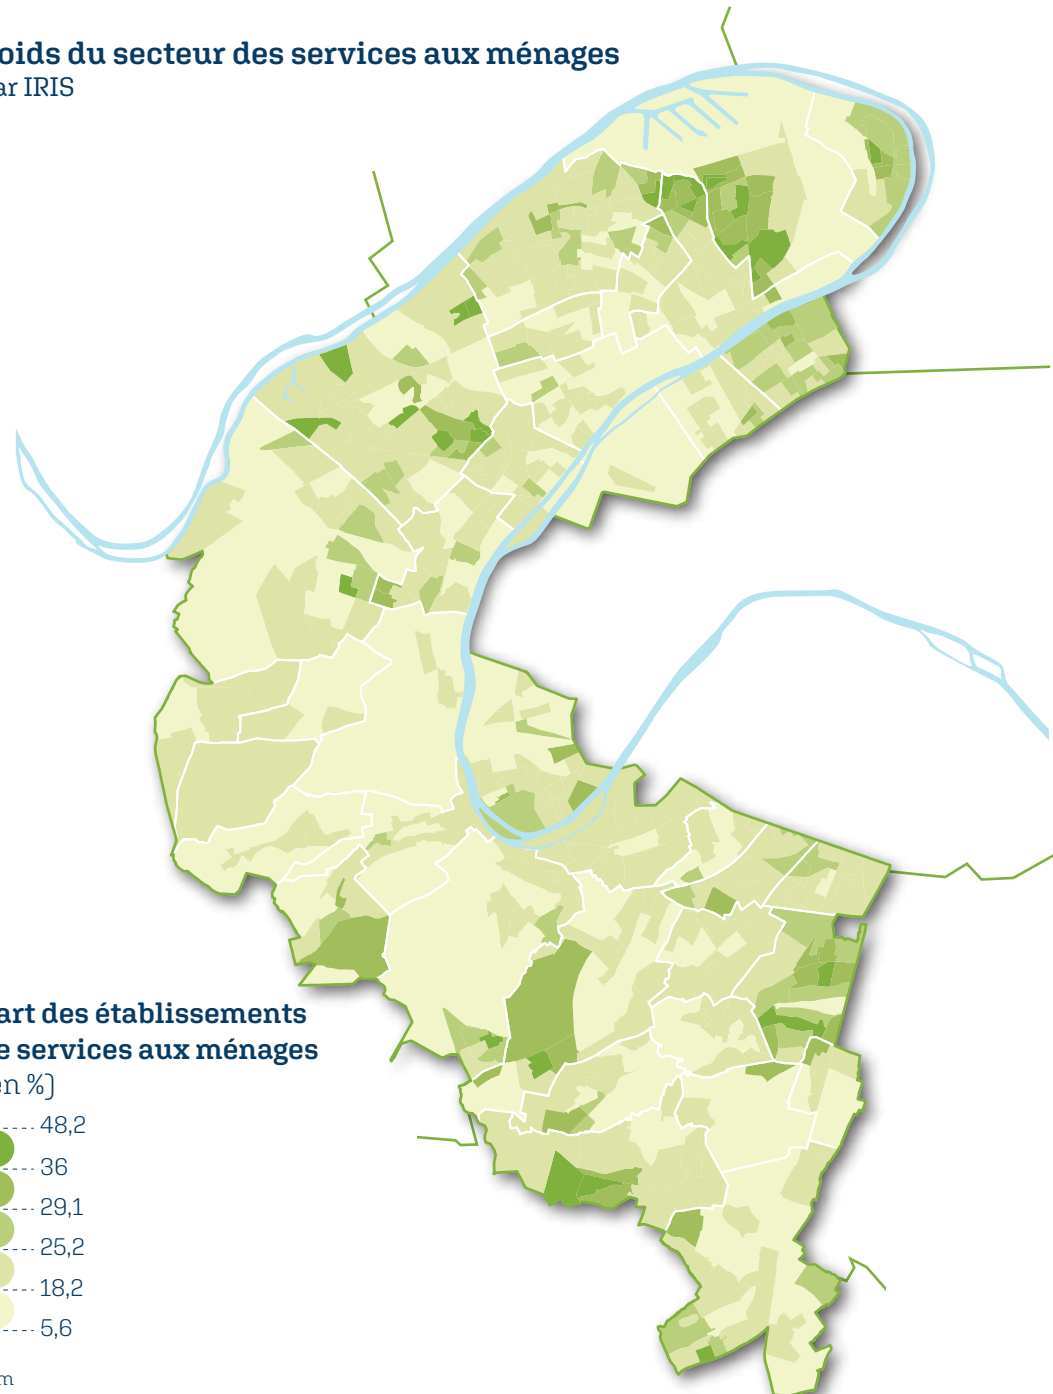 oids du secteur des services aux ménages
ar IRIS
art des établissements
e services aux ménages
en %)
48,2
36
29,1
25,2
18,2
5,6
m